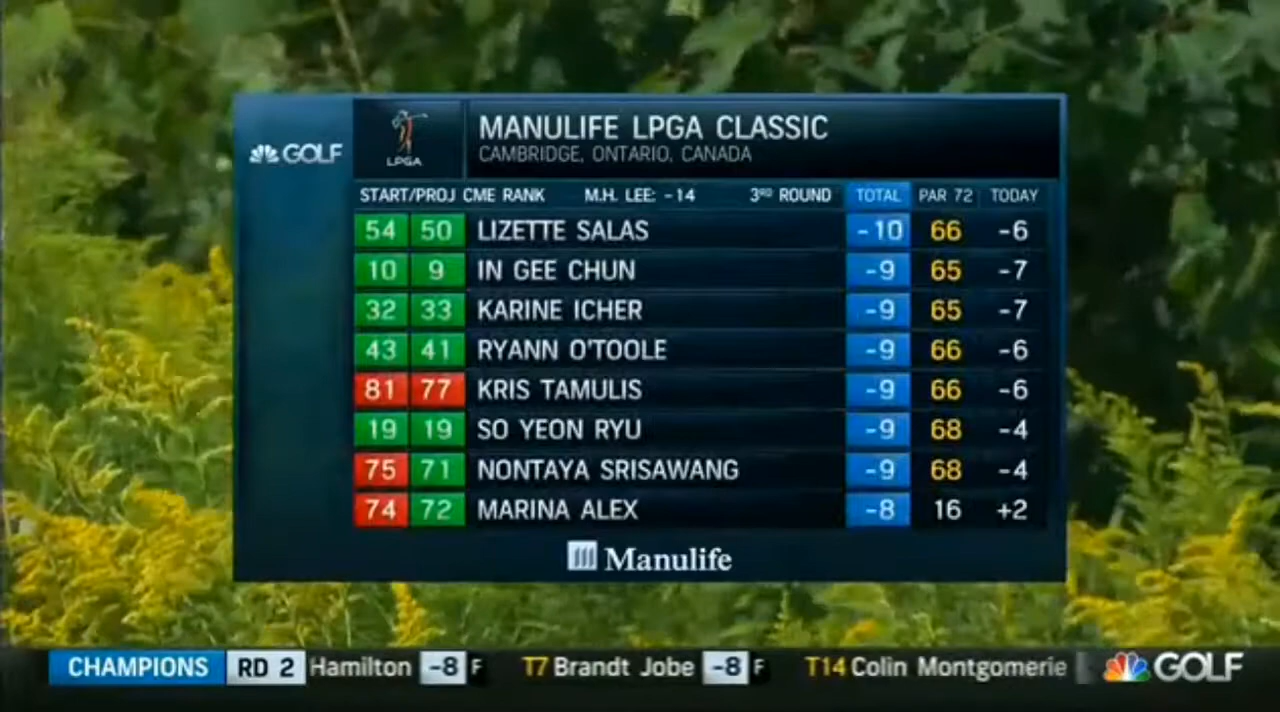 GOLF
LPGA
MANULIFE LPGA CLASSIC
CAMBRIDGE, ONTARIO, CANADA
START/PROJ CME RANK M.H. LEE: -14 3RD ROUND TOTAL PAR 72 TODAY
54 50 LIZETTE SALAS -10 66 -6
10 9 IN GEE CHUN -9 65 -7
32 33 KARINE ICHER -9 65 -7
43 41 RYANN O'TOOLE -9 66 -6
81 77 KRIS TAMULIS -9 66 -6
19 19 SO YEON RYU -9 68 -4
75 71 NONTAYA SRISAWANG -9 68 -4
74 72 MARINA ALEX -8 16 +2
Manulife
CHAMPIONS RD 2 Hamilton -8 F T7 Brandt Jobe -8 F T14 Colin Montgomerie GOLF